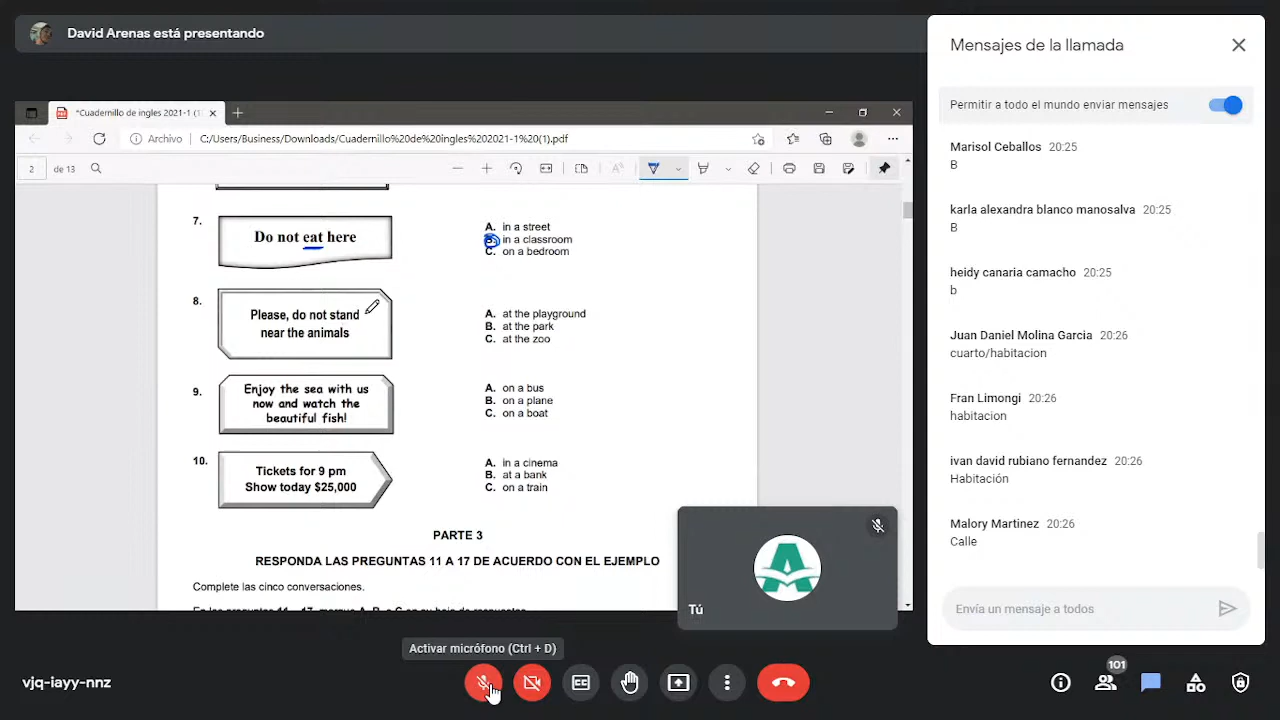 David Arenas está presentando
*Cuadernillo de ingles 2021-1 (1
Archivo
C:/Users/Business/Downloads/Cuadernillo%20de%20ingles%202021-1%20(1).pdf
2 de 13
7.
Do not eat here
A. in a street
B. in a classroom
C. on a bedroom
8.
Please, do not stand
near the animals
A. at the playground
B. at the park
C. at the zoo
9.
Enjoy the sea with us
now and watch the
beautiful fish!
A. on a bus
B. on a plane
C. on a boat
10.
Tickets for 9 pm
Show today $25,000
A. in a cinema
B. at a bank
C. on a train
PARTE 3
RESPONDA LAS PREGUNTAS 11 A 17 DE ACUERDO CON EL EJEMPLO
Complete las cinco conversaciones.
Tú
Activar micrófono (Ctrl + D)
vjq-iayy-nnz
Mensajes de la llamada
Permitir a todo el mundo enviar mensajes
Marisol Ceballos 20:25
B
karla alexandra blanco manosalva 20:25
B
heidy canaria camacho 20:25
b
Juan Daniel Molina Garcia 20:26
cuarto/habitacion
Fran Limongi 20:26
habitacion
ivan david rubiano fernandez 20:26
Habitación
Malory Martinez 20:26
Calle
Envía un mensaje a todos
101